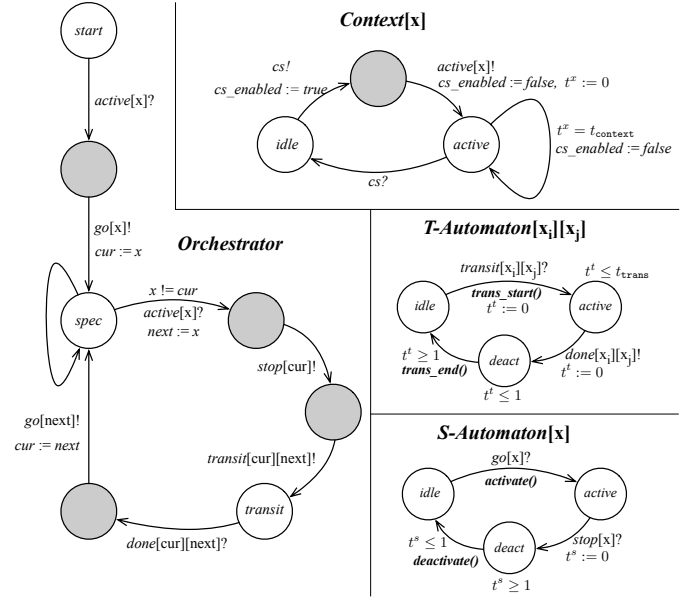 start
active[x]?
go[x]!
cur := x
Orchestrator
spec
x != cur
active[x]?
next := x
stop[cur]!
transit[cur][next]!
transit
done[cur][next]?
go[next]!
cur := next
Context[x]
cs!
cs_enabled := true
active[x]!
cs_enabled := false, t^x := 0
idle
active
t^x = t_context
cs_enabled := false
cs?
T-Automaton[x_i][x_j]
transit[x_i][x_j]?
trans_start()
t^t := 0
t^t ≤ t_trans
idle
active
deact
t^t ≥ 1
trans_end()
t^t ≤ 1
done[x_i][x_j]!
t^t := 0
S-Automaton[x]
go[x]?
activate()
idle
active
deact
t^s ≤ 1
deactivate()
t^s ≥ 1
stop[x]?
t^s := 0